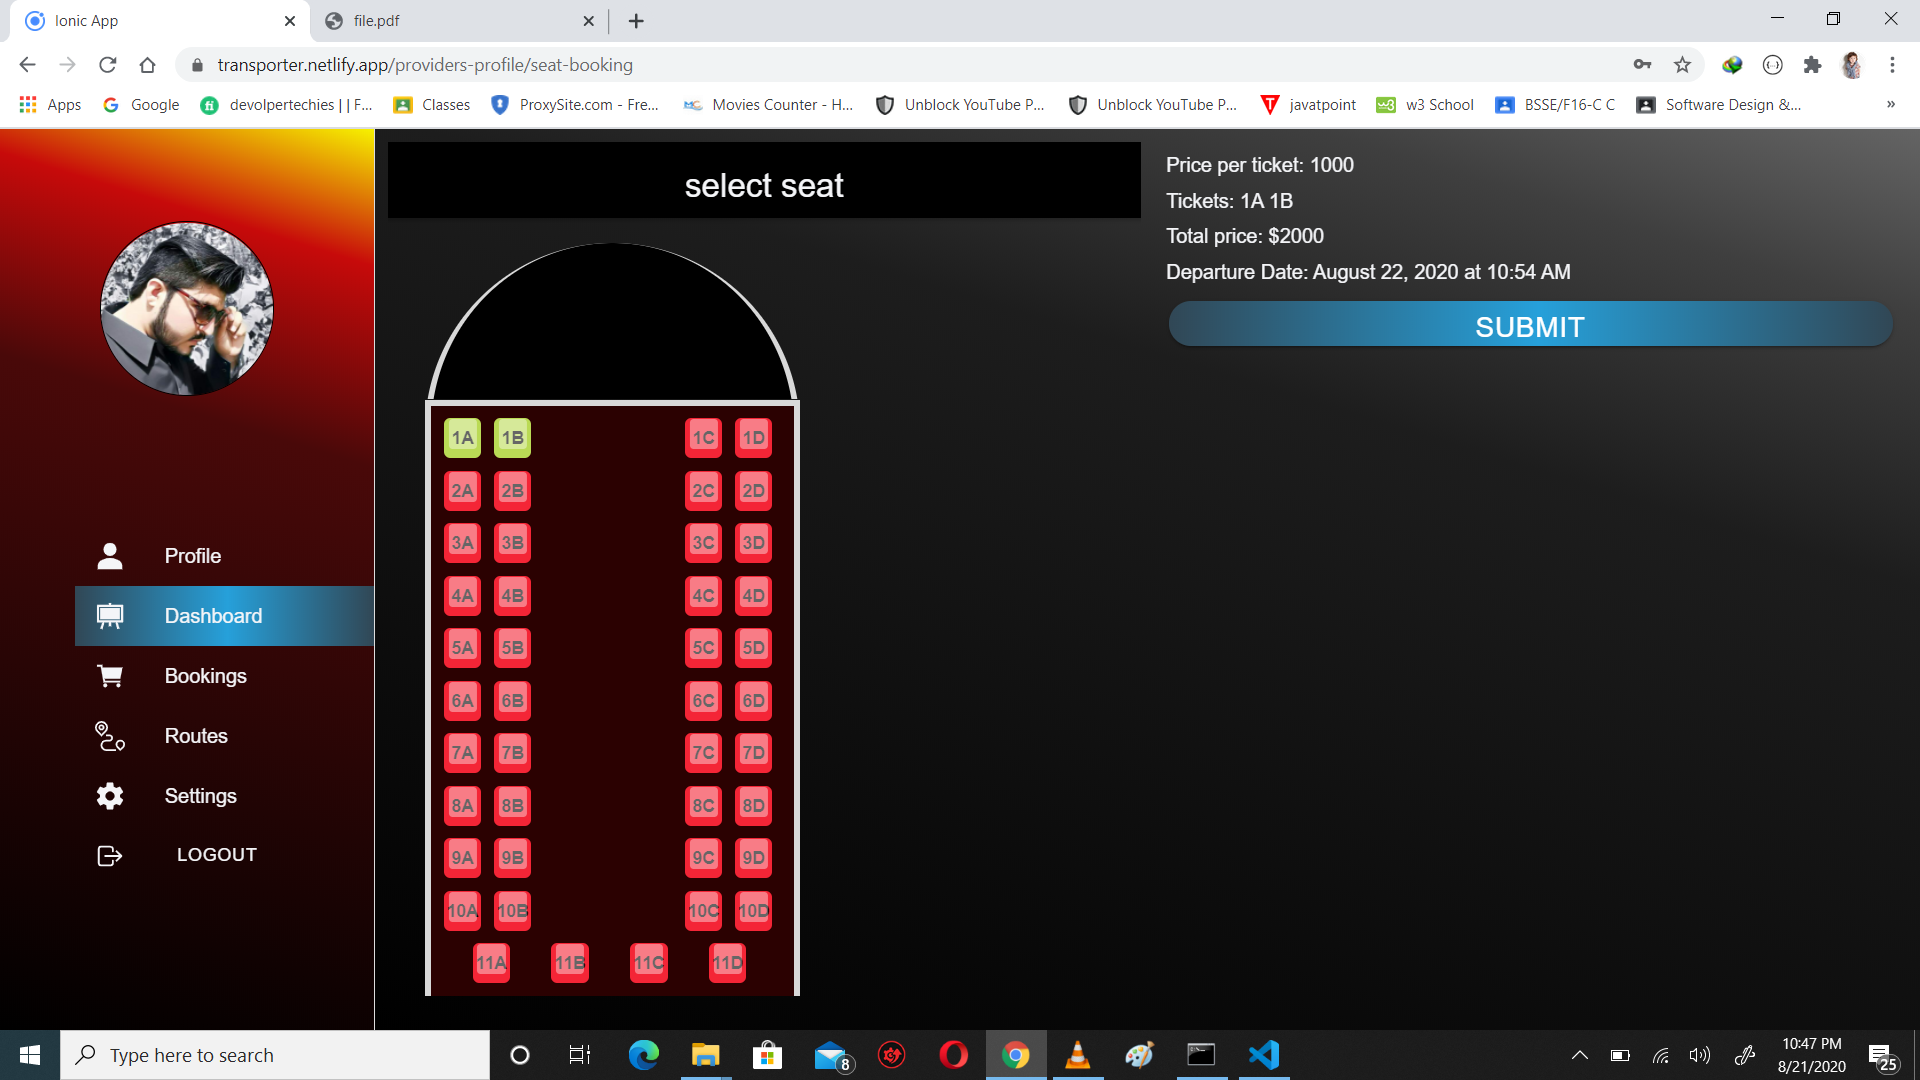 Ionic App
file.pdf
transporter.netlify.app/providers-profile/seat-booking
Apps Google devolpertechies | | F... Classes ProxySite.com - Fre... Movies Counter - H... Unblock YouTube P... Unblock YouTube P... javatpoint w3 School BSSE/F16-C C Software Design &... »
Profile
Dashboard
Bookings
Routes
Settings
LOGOUT
select seat
1A 1B 1C 1D
2A 2B 2C 2D
3A 3B 3C 3D
4A 4B 4C 4D
5A 5B 5C 5D
6A 6B 6C 6D
7A 7B 7C 7D
8A 8B 8C 8D
9A 9B 9C 9D
10A 10B 10C 10D
11A 11B 11C 11D
Price per ticket: 1000
Tickets: 1A 1B
Total price: $2000
Departure Date: August 22, 2020 at 10:54 AM
SUBMIT
Type here to search
8
10:47 PM
8/21/2020
25